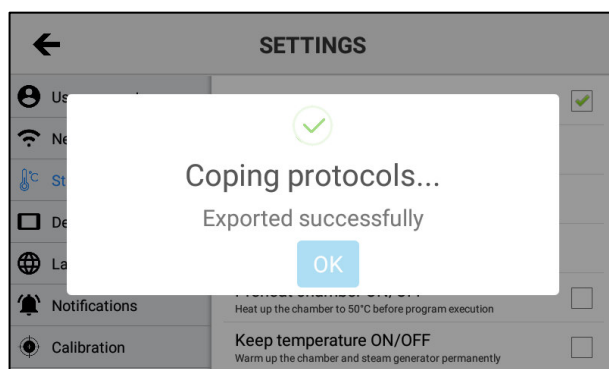 SETTINGS
Coping protocols...
Exported successfully
OK
Notifications
Heat up the chamber to 50°C before program execution
Calibration
Keep temperature ON/OFF
Warm up the chamber and steam generator permanently